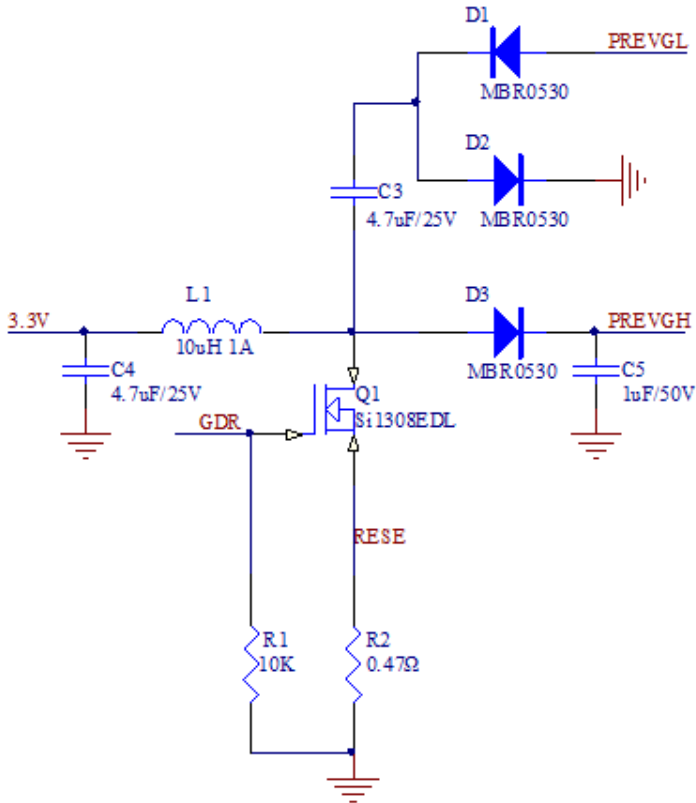 D1
PREVGL
MBR0530
D2
MBR0530
C3
4.7uF/25V
3.3V
L1
10uH 1A
D3
PREVGH
MBR0530
C4
4.7uF/25V
C5
1uF/50V
Q1
Si1308EDL
GDR
RESE
R1
10K
R2
0.47Ω